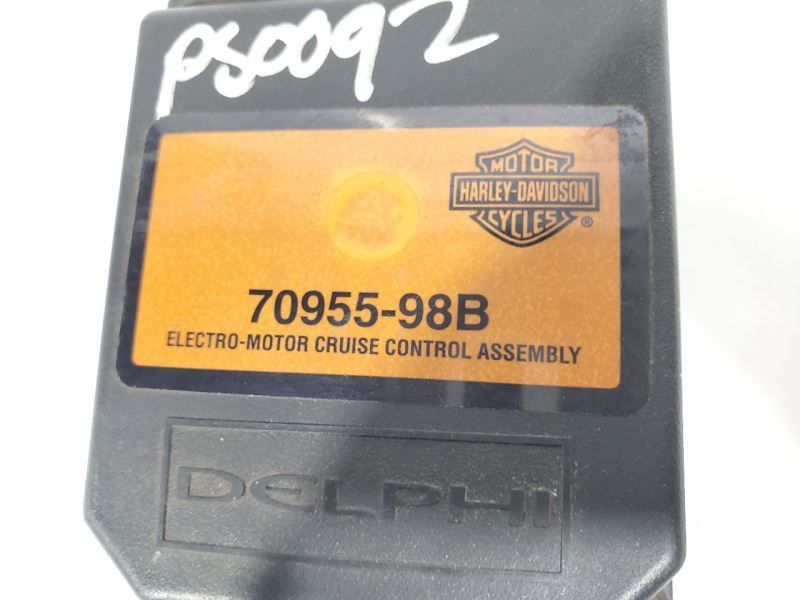 PS0092
MOTOR
HARLEY-DAVIDSON
CYCLES®
70955-98B
ELECTRO-MOTOR CRUISE CONTROL ASSEMBLY
DELPHI